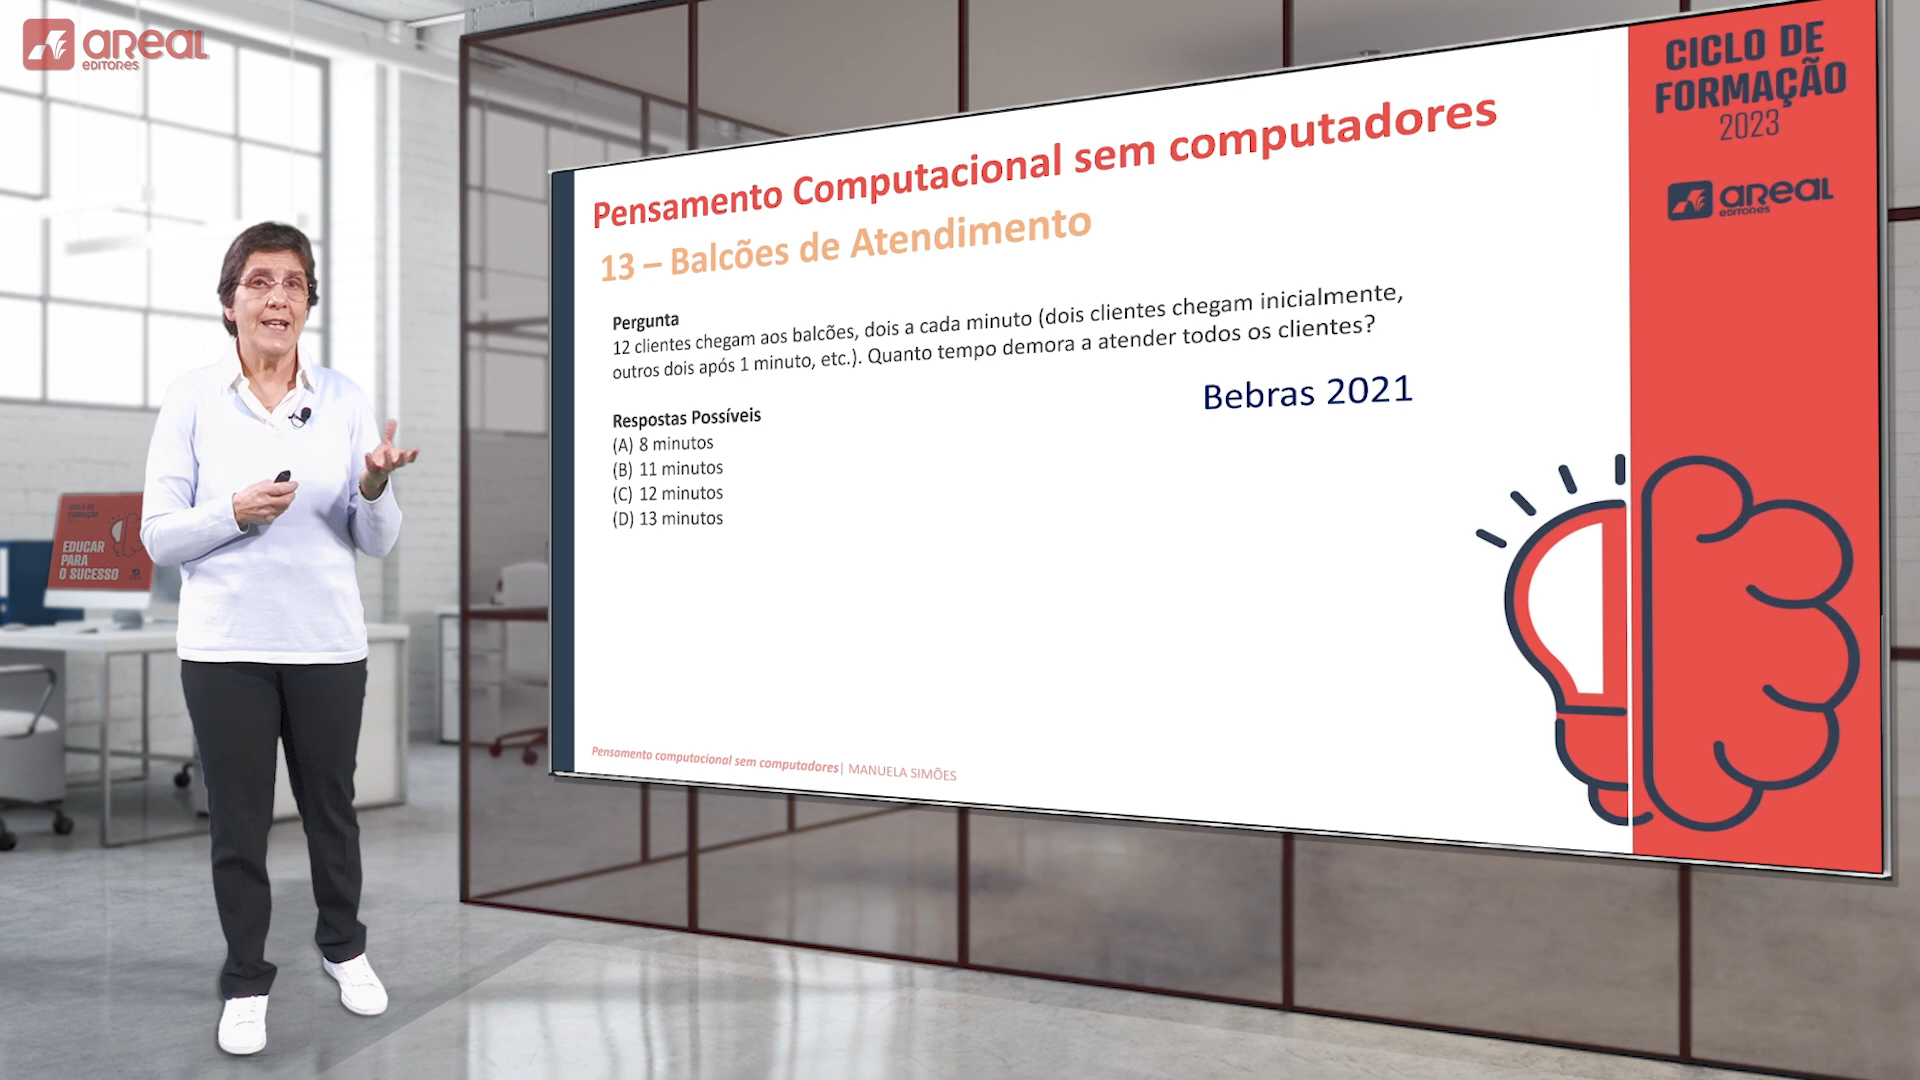 areal
EDITORES
CICLO DE
FORMAÇÃO
2023
areal
EDITORES
Pensamento Computacional sem computadores
13 – Balcões de Atendimento
Pergunta
12 clientes chegam aos balcões, dois a cada minuto (dois clientes chegam inicialmente,
outros dois após 1 minuto, etc.). Quanto tempo demora a atender todos os clientes?
Bebras 2021
Respostas Possíveis
(A) 8 minutos
(B) 11 minutos
(C) 12 minutos
(D) 13 minutos
Pensamento computacional sem computadores| MANUELA SIMÕES
CICLO DE
FORMAÇÃO
EDUCAR
PARA
O SUCESSO